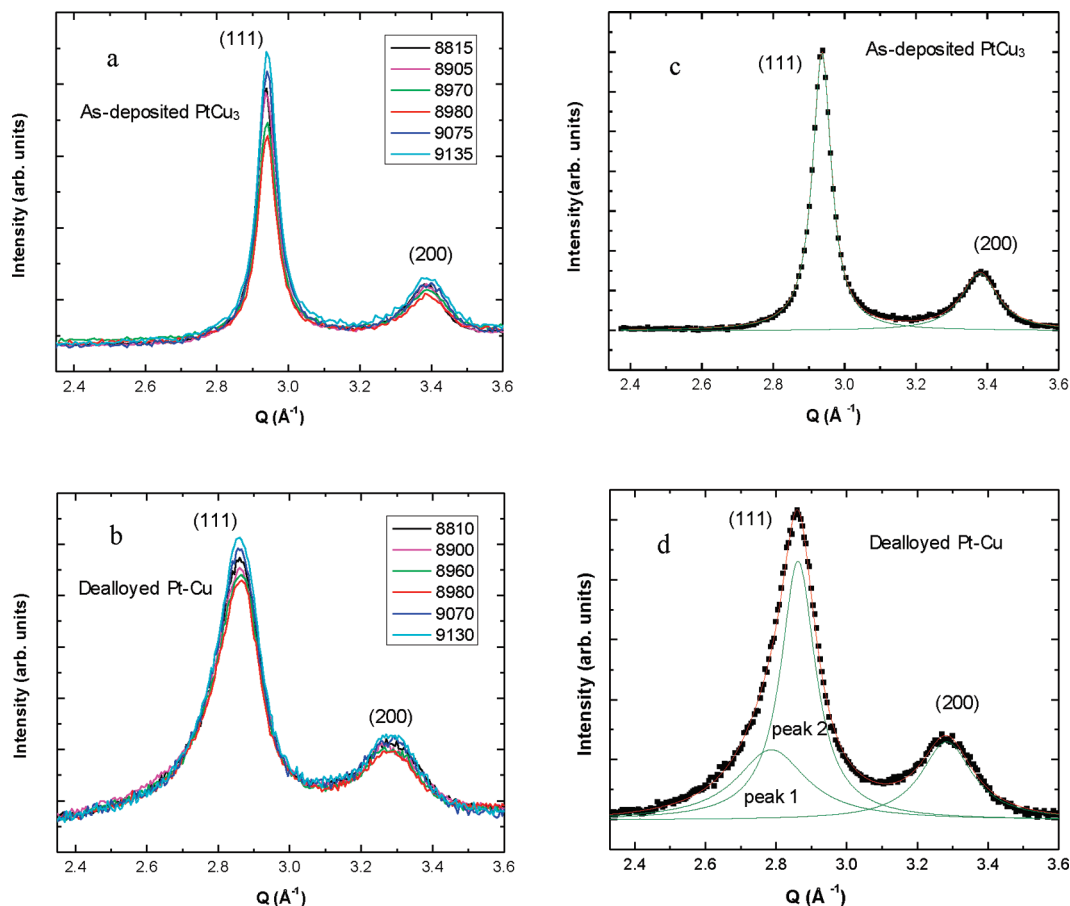 a
(111)
As-deposited PtCu₃
(200)
8815
8905
8970
8980
9075
9135
Intensity (arb. units)
2.4 2.6 2.8 3.0 3.2 3.4 3.6
Q (Å⁻¹)
c
(111)
As-deposited PtCu₃
(200)
Intensity(arb. units)
2.4 2.6 2.8 3.0 3.2 3.4 3.6
Q (Å⁻¹)
b
(111)
Dealloyed Pt-Cu
(200)
8810
8900
8960
8980
9070
9130
Intensity (arb. units)
2.4 2.6 2.8 3.0 3.2 3.4 3.6
Q (Å⁻¹)
d
(111)
Dealloyed Pt-Cu
(200)
peak 2
peak 1
Intensity (arb. units)
2.4 2.6 2.8 3.0 3.2 3.4 3.6
Q (Å⁻¹)